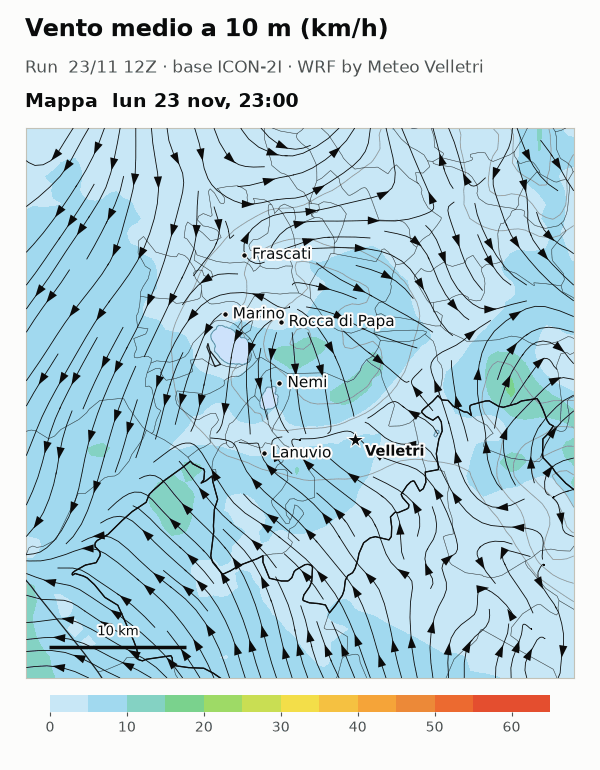 Vento medio a 10 m (km/h)
Run  23/11 12Z · base ICON-2I · WRF by Meteo Velletri
Mappa  lun 23 nov, 23:00
Frascati
Marino
Rocca di Papa
Nemi
Velletri
Lanuvio
10 km
0 10 20 30 40 50 60